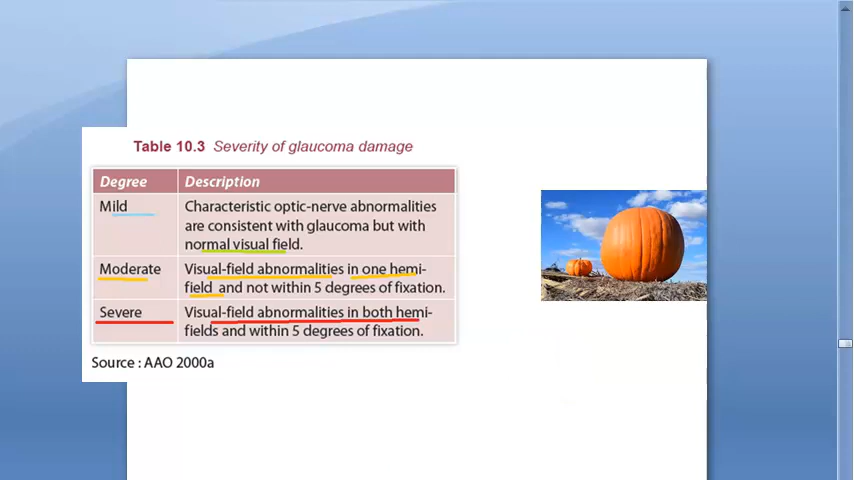 Table 10.3 Severity of glaucoma damage
Degree Description
Mild Characteristic optic-nerve abnormalities
are consistent with glaucoma but with
normal visual field.
Moderate Visual-field abnormalities in one hemi-
field and not within 5 degrees of fixation.
Severe Visual-field abnormalities in both hemi-
fields and within 5 degrees of fixation.
Source : AAO 2000a